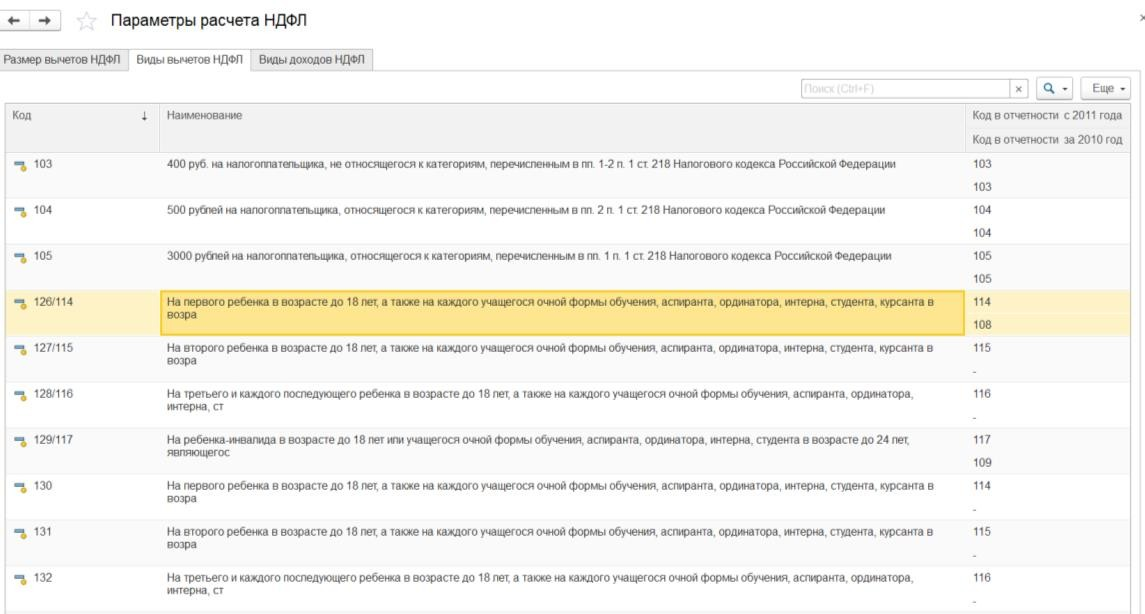 Параметры расчета НДФЛ
Размер вычетов НДФЛ Виды вычетов НДФЛ Виды доходов НДФЛ
Поиск (Ctrl+F) × Еще
Код ↓ Наименование Код в отчетности с 2011 года
Код в отчетности за 2010 год
103 400 руб. на налогоплательщика, не относящегося к категориям, перечисленным в пп. 1-2 п. 1 ст. 218 Налогового кодекса Российской Федерации 103
103
104 500 рублей на налогоплательщика, относящегося к категориям, перечисленным в пп. 2 п. 1 ст. 218 Налогового кодекса Российской Федерации 104
104
105 3000 рублей на налогоплательщика, относящегося к категориям, перечисленным в пп. 1 п. 1 ст. 218 Налогового кодекса Российской Федерации 105
105
126/114 На первого ребенка в возрасте до 18 лет, а также на каждого учащегося очной формы обучения, аспиранта, ординатора, интерна, студента, курсанта в 114
возра
108
127/115 На второго ребенка в возрасте до 18 лет, а также на каждого учащегося очной формы обучения, аспиранта, ординатора, интерна, студента, курсанта в 115
возра
-
128/116 На третьего и каждого последующего ребенка в возрасте до 18 лет, а также на каждого учащегося очной формы обучения, аспиранта, ординатора, 116
интерна, ст
-
129/117 На ребенка-инвалида в возрасте до 18 лет или учащегося очной формы обучения, аспиранта, ординатора, интерна, студента в возрасте до 24 лет, 117
являющегос
109
130 На первого ребенка в возрасте до 18 лет, а также на каждого учащегося очной формы обучения, аспиранта, ординатора, интерна, студента, курсанта в 114
возра
-
131 На второго ребенка в возрасте до 18 лет, а также на каждого учащегося очной формы обучения, аспиранта, ординатора, интерна, студента, курсанта в 115
возра
-
132 На третьего и каждого последующего ребенка в возрасте до 18 лет, а также на каждого учащегося очной формы обучения, аспиранта, ординатора, 116
интерна, ст
-